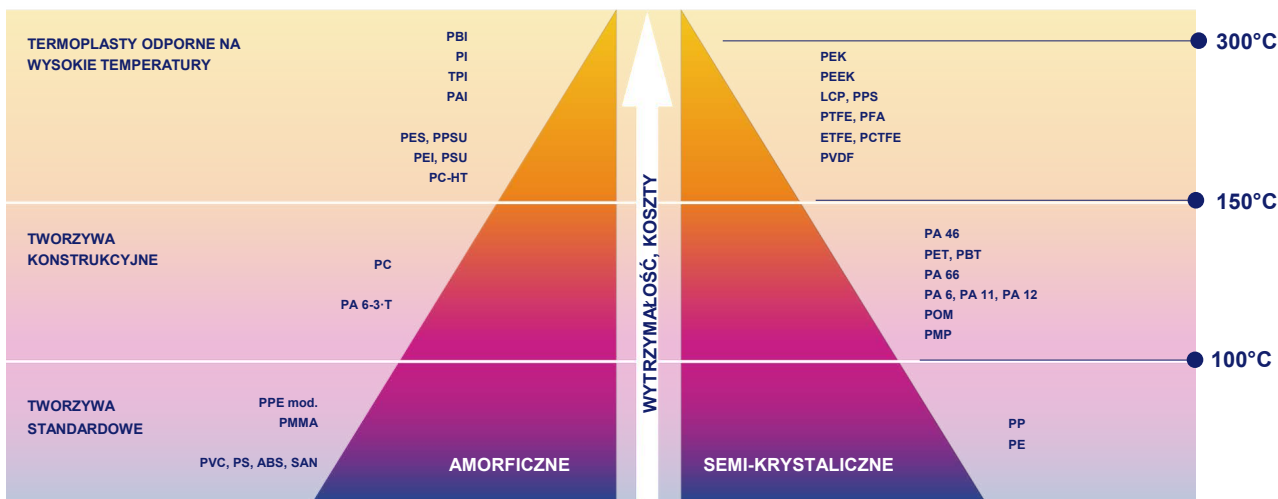 TERMOPLASTY ODPORNE NA
WYSOKIE TEMPERATURY
PBI
PI
TPI
PAI
PES, PPSU
PEI, PSU
PC-HT
PEK
PEEK
LCP, PPS
PTFE, PFA
ETFE, PCTFE
PVDF
300°C
150°C
TWORZYWA
KONSTRUKCYJNE
PC
PA 6-3·T
WYTRZYMAŁOŚĆ, KOSZTY
PA 46
PET, PBT
PA 66
PA 6, PA 11, PA 12
POM
PMP
100°C
TWORZYWA
STANDARDOWE
PPE mod.
PMMA
PVC, PS, ABS, SAN
AMORFICZNE
SEMI-KRYSTALICZNE
PP
PE